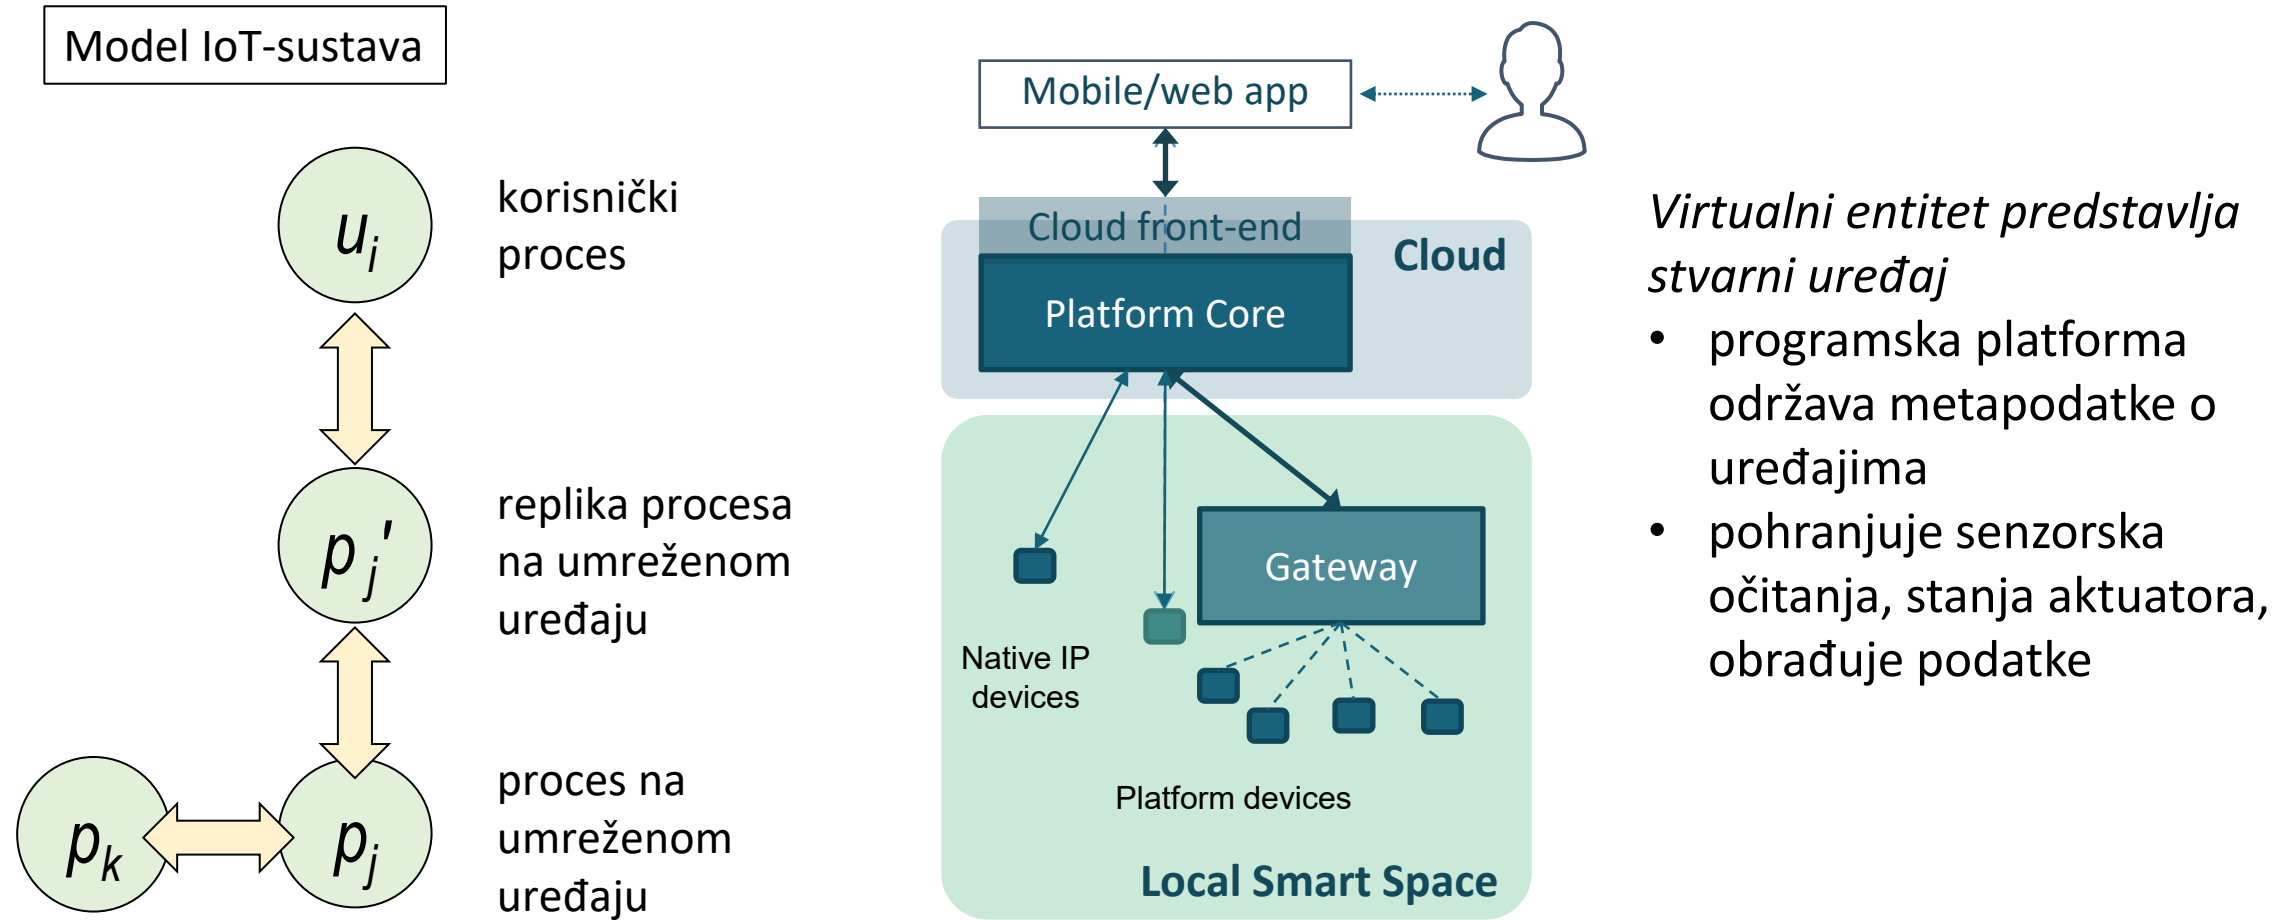 Model IoT-sustava
u_i
korisnički
proces
p_j'
replika procesa
na umreženom
uređaju
p_k
p_j
proces na
umreženom
uređaju
Mobile/web app
Cloud front-end
Cloud
Platform Core
Gateway
Native IP
devices
Platform devices
Local Smart Space
Virtualni entitet predstavlja
stvarni uređaj
• programska platforma
održava metapodatke o
uređajima
• pohranjuje senzorska
očitanja, stanja aktuatora,
obrađuje podatke